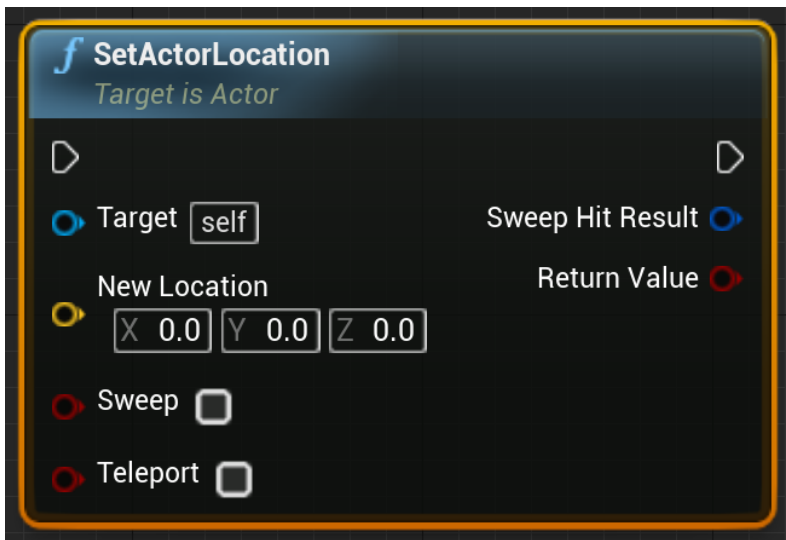 f SetActorLocation
Target is Actor
Target self
Sweep Hit Result
New Location
Return Value
X 0.0 Y 0.0 Z 0.0
Sweep
Teleport